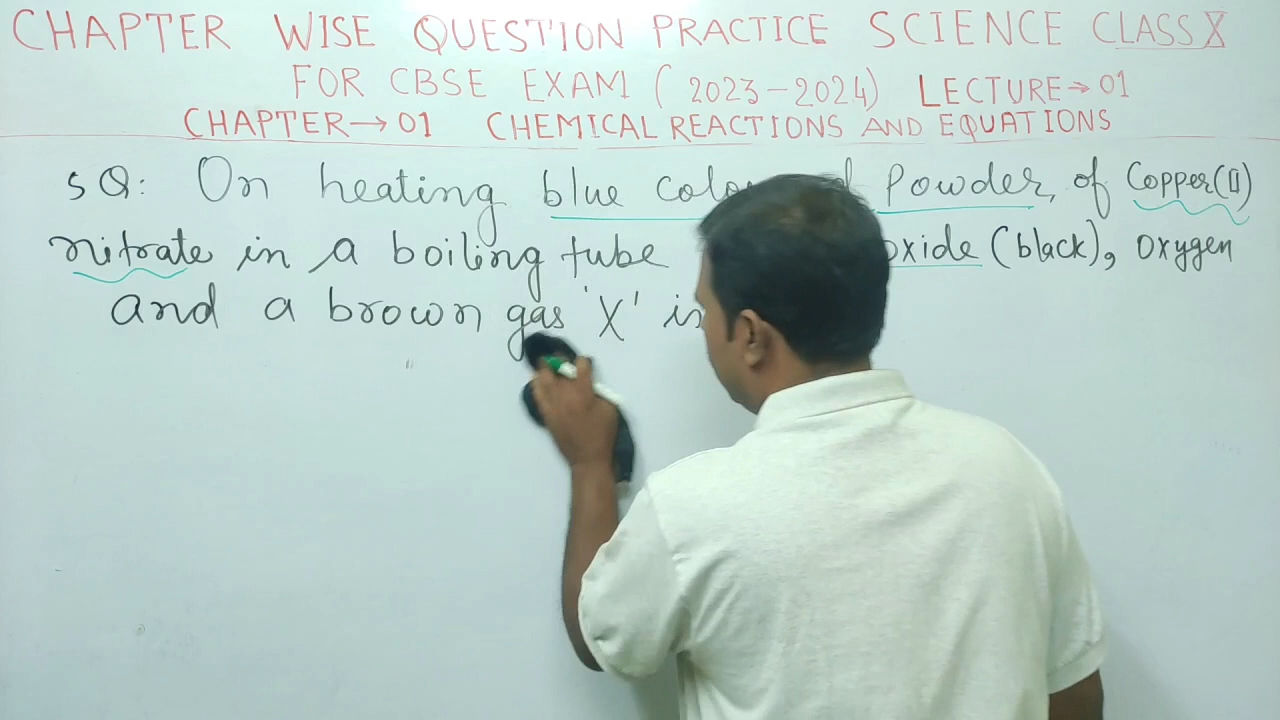 CHAPTER WISE QUESTION PRACTICE SCIENCE CLASS X
FOR CBSE EXAM (2023-2024) LECTURE→01
CHAPTER→01 CHEMICAL REACTIONS AND EQUATIONS
5Q: On heating blue Powder, of Copper(II)
nitrate in a boiling tube oxide (black), oxygen
and a brown gas 'X' is